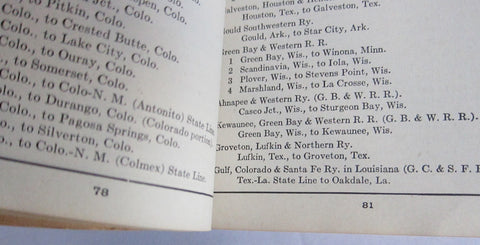 Colo.
to Pitkin, Colo.
Colo., to Crested Butte, Colo.
Colo., to Lake City, Colo.
Colo., to Ouray, Colo.
to Somerset, Colo.
Colo., to Colo-N. M. (Antonito) State Line
to Durango, Colo. (Colorado portion).
Colo., to Pagosa Springs, Colo.
to Silverton, Colo.
to Colo.-N. M. (Colmex) State Line.
78
Galveston, Houston &
Houston, Tex., to Galveston, Tex.
Gould Southwestern Ry.
Gould, Ark., to Star City, Ark.
Green Bay & Western R. R.
1 Green Bay, Wis., to Winona, Minn.
2 Scandinavia, Wis., to Iola, Wis.
3 Plover, Wis., to Stevens Point, Wis.
4 Marshland, Wis., to La Crosse, Wis.
Ahnapee & Western Ry. (G. B. & W. R. R.).
Casco Jct., Wis., to Sturgeon Bay, Wis.
Kewaunee, Green Bay & Western R. R. (G. B. & W. R. R.).
Green Bay, Wis., to Kewaunee, Wis.
Groveton, Lufkin & Northern Ry.
Lufkin, Tex., to Groveton, Tex.
Gulf, Colorado & Santa Fe Ry. in Louisiana (G. C. & S. F.
Tex.-La. State Line to Oakdale, La.
81